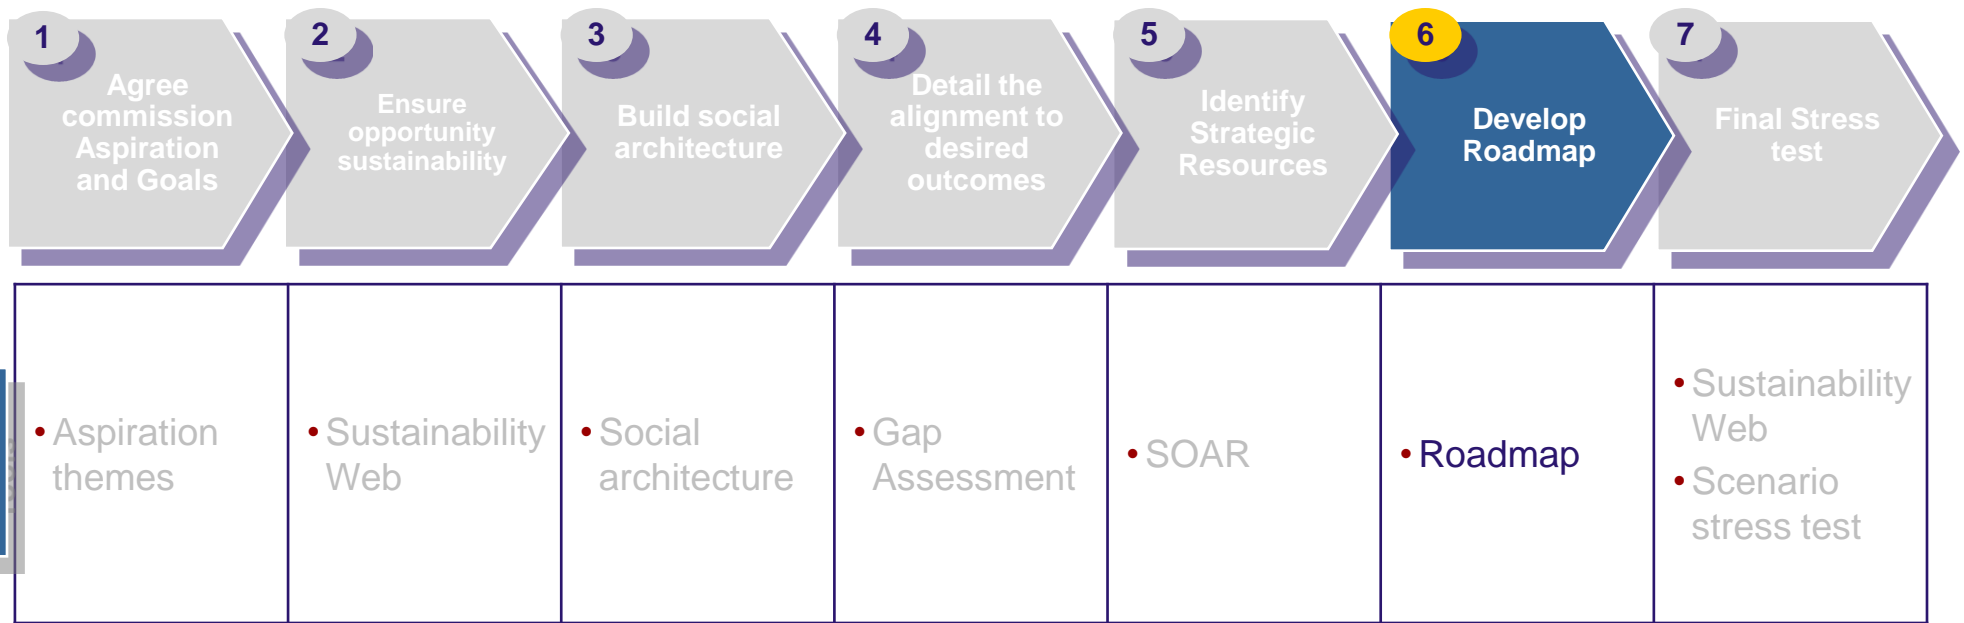 1
Agree
commission
Aspiration
and Goals
2
Ensure
opportunity
sustainability
3
Build social
architecture
4
Detail the
alignment to
desired
outcomes
5
Identify
Strategic
Resources
6
Develop
Roadmap
7
Final Stress
test
• Aspiration
themes
• Sustainability
Web
• Social
architecture
• Gap
Assessment
• SOAR
• Roadmap
• Sustainability
Web
• Scenario
stress test